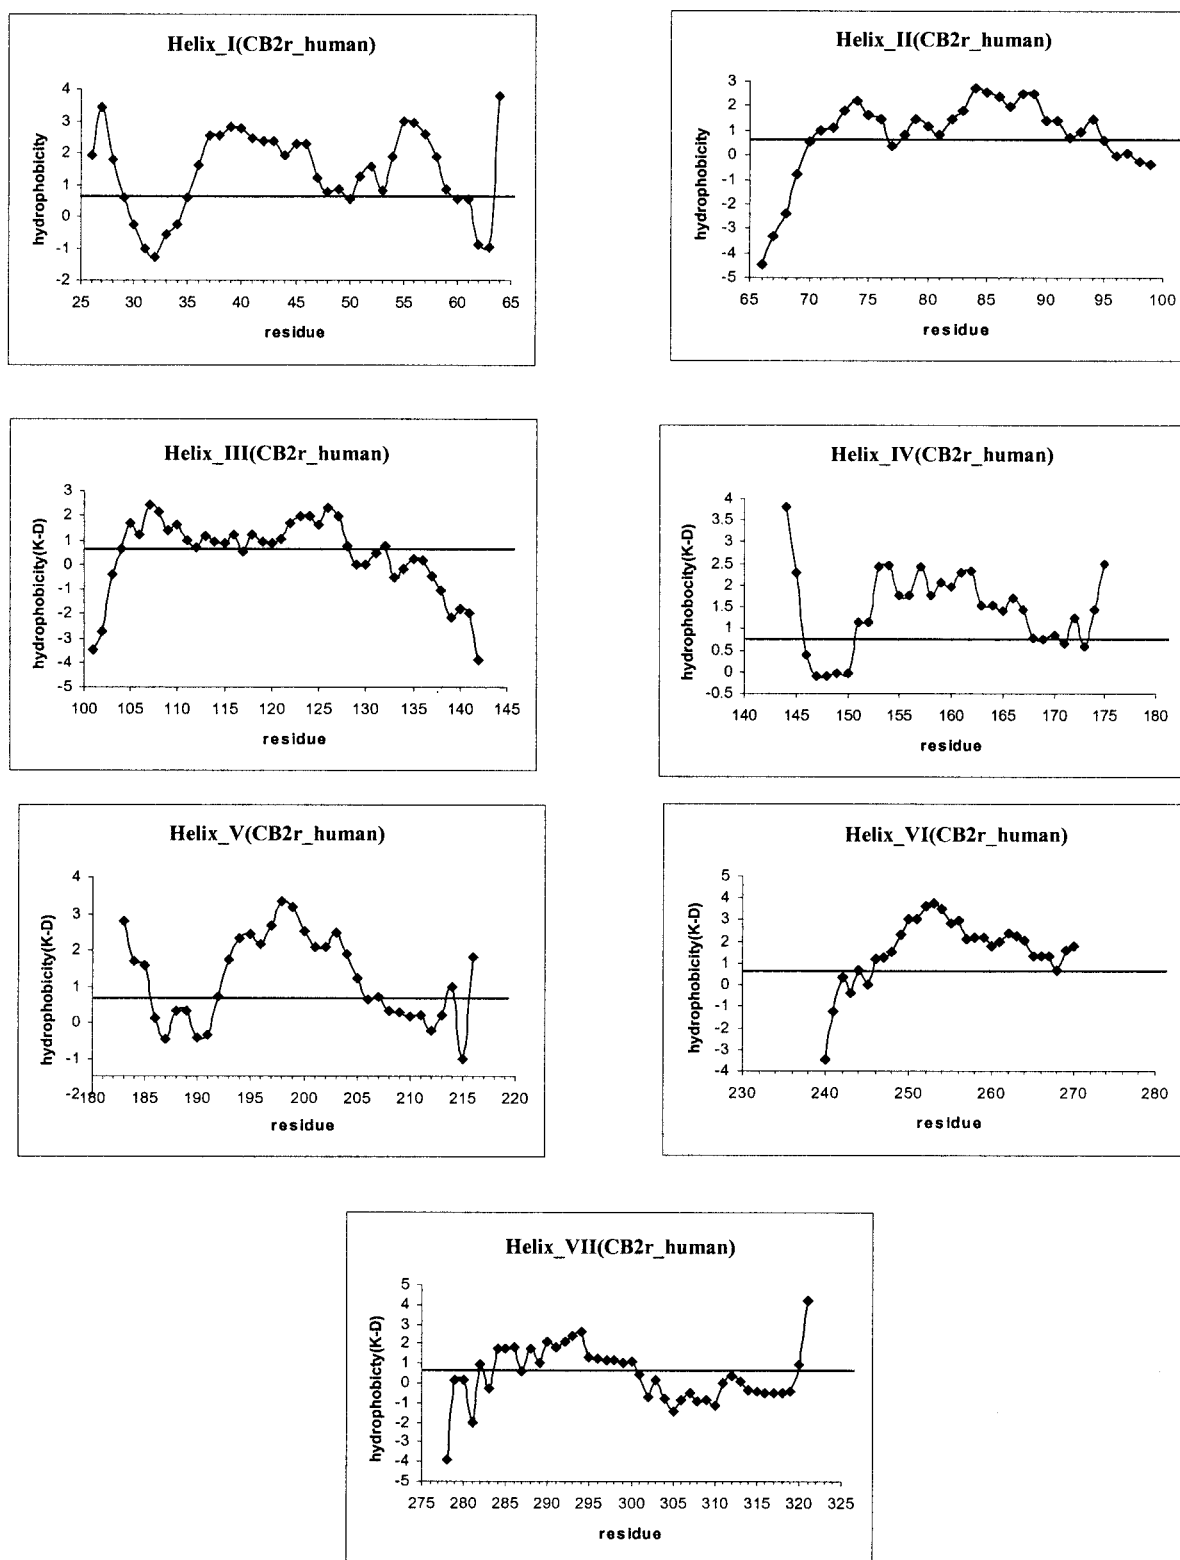 Helix_I(CB2r_human)
4
3
2
1
0
-1
-2
hydrophobicity
25 30 35 40 45 50 55 60 65
residue
Helix_II(CB2r_human)
3
2
1
0
-1
-2
-3
-4
-5
hydrophobicity
65 70 75 80 85 90 95 100
residue
Helix_III(CB2r_human)
3
2
1
0
-1
-2
-3
-4
-5
hydrophobicity(K-D)
100 105 110 115 120 125 130 135 140 145
residue
Helix_IV(CB2r_human)
4
3.5
3
2.5
2
1.5
1
0.5
0
-0.5
hydrophobocity(K-D)
140 145 150 155 160 165 170 175 180
residue
Helix_V(CB2r_human)
4
3
2
1
0
-1
-2
hydrophobicity(K-D)
180 185 190 195 200 205 210 215 220
residue
Helix_VI(CB2r_human)
5
4
3
2
1
0
-1
-2
-3
-4
hydrophobicity(K-D)
230 240 250 260 270 280
residue
Helix_VII(CB2r_human)
5
4
3
2
1
0
-1
-2
-3
-4
-5
hydrophobicty(K-D)
275 280 285 290 295 300 305 310 315 320 325
residue